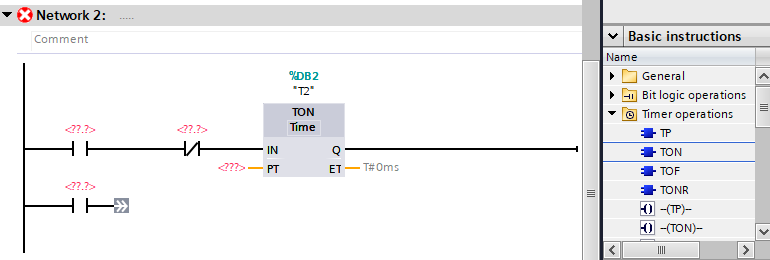 Network 2: .....
Comment
%DB2
"T2"
TON
Time
<??.?>
<??.?>
IN
Q
<???>
PT
ET
T#0ms
<??.?>
Basic instructions
Name
General
Bit logic operations
Timer operations
TP
TON
TOF
TONR
–(TP)–
–(TON)–